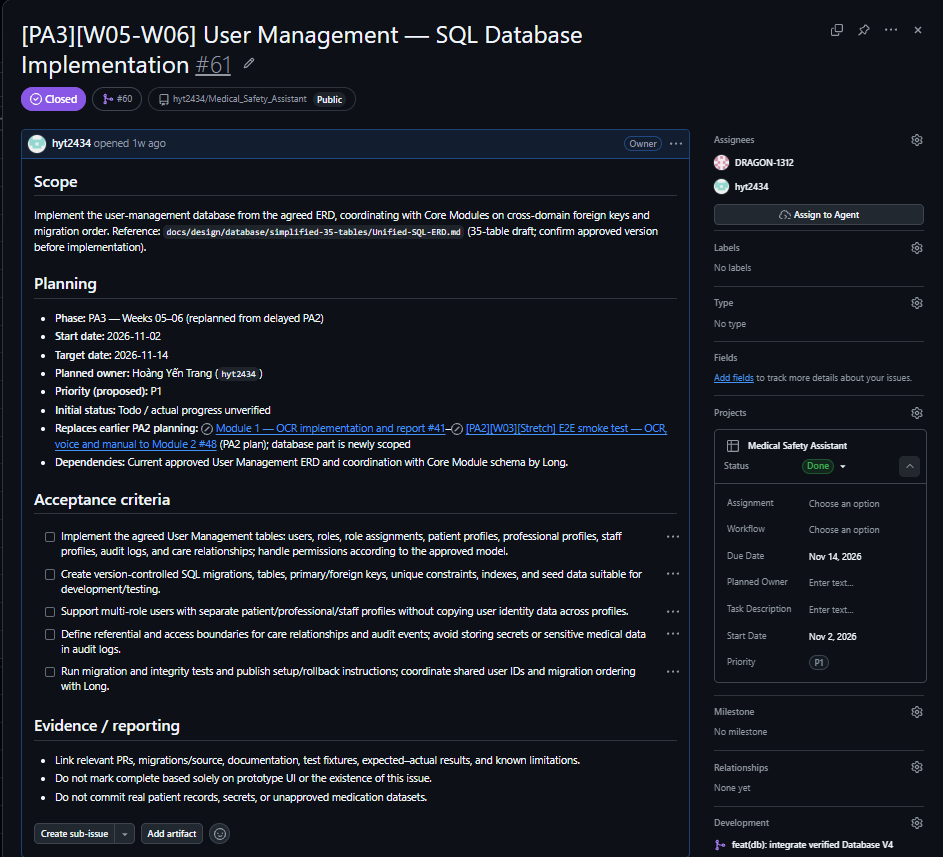 [PA3][W05-W06] User Management — SQL Database
Implementation #61
Closed
#60
hyt2434/Medical_Safety_Assistant Public
hyt2434 opened 1w ago
Owner
Scope
Implement the user-management database from the agreed ERD, coordinating with Core Modules on cross-domain foreign keys and
migration order. Reference: docs/design/database/simplified-35-tables/Unified-SQL-ERD.md (35-table draft; confirm approved version
before implementation).
Planning
Phase: PA3 — Weeks 05–06 (replanned from delayed PA2)
Start date: 2026-11-02
Target date: 2026-11-14
Planned owner: Hoàng Yến Trang ( hyt2434 )
Priority (proposed): P1
Initial status: Todo / actual progress unverified
Replaces earlier PA2 planning: Module 1 — OCR implementation and report #41–[PA2][W03][Stretch] E2E smoke test — OCR,
voice and manual to Module 2 #48 (PA2 plan); database part is newly scoped
Dependencies: Current approved User Management ERD and coordination with Core Module schema by Long.
Acceptance criteria
Implement the agreed User Management tables: users, roles, role assignments, patient profiles, professional profiles, staff
profiles, audit logs, and care relationships; handle permissions according to the approved model.
Create version-controlled SQL migrations, tables, primary/foreign keys, unique constraints, indexes, and seed data suitable for
development/testing.
Support multi-role users with separate patient/professional/staff profiles without copying user identity data across profiles.
Define referential and access boundaries for care relationships and audit events; avoid storing secrets or sensitive medical data
in audit logs.
Run migration and integrity tests and publish setup/rollback instructions; coordinate shared user IDs and migration ordering
with Long.
Evidence / reporting
Link relevant PRs, migrations/source, documentation, test fixtures, expected–actual results, and known limitations.
Do not mark complete based solely on prototype UI or the existence of this issue.
Do not commit real patient records, secrets, or unapproved medication datasets.
Create sub-issue
Add artifact
Assignees
DRAGON-1312
hyt2434
Assign to Agent
Labels
No labels
Type
No type
Fields
Add fields to track more details about your issues.
Projects
Medical Safety Assistant
Status Done
Assignment Choose an option
Workflow Choose an option
Due Date Nov 14, 2026
Planned Owner Enter text...
Task Description Enter text...
Start Date Nov 2, 2026
Priority P1
Milestone
No milestone
Relationships
None yet
Development
feat(db): integrate verified Database V4